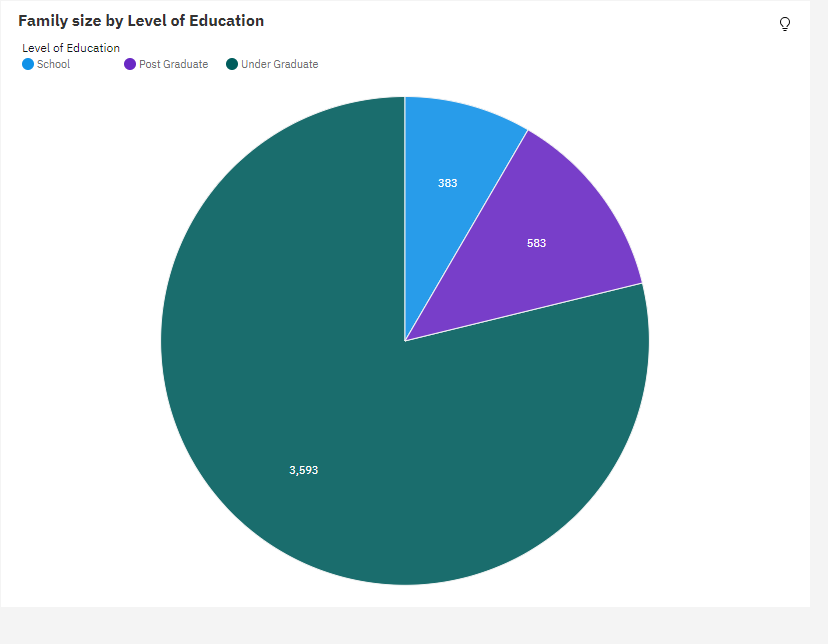 Family size by Level of Education
Level of Education
School Post Graduate Under Graduate
383
583
3,593